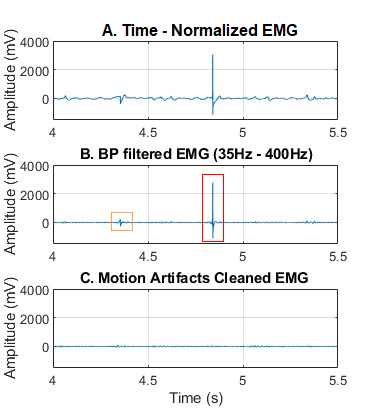 A. Time - Normalized EMG
Amplitude (mV)
4000
2000
0
4 4.5 5 5.5
B. BP filtered EMG (35Hz - 400Hz)
Amplitude (mV)
4000
2000
0
4 4.5 5 5.5
C. Motion Artifacts Cleaned EMG
Amplitude (mV)
4000
2000
0
4 4.5 5 5.5
Time (s)